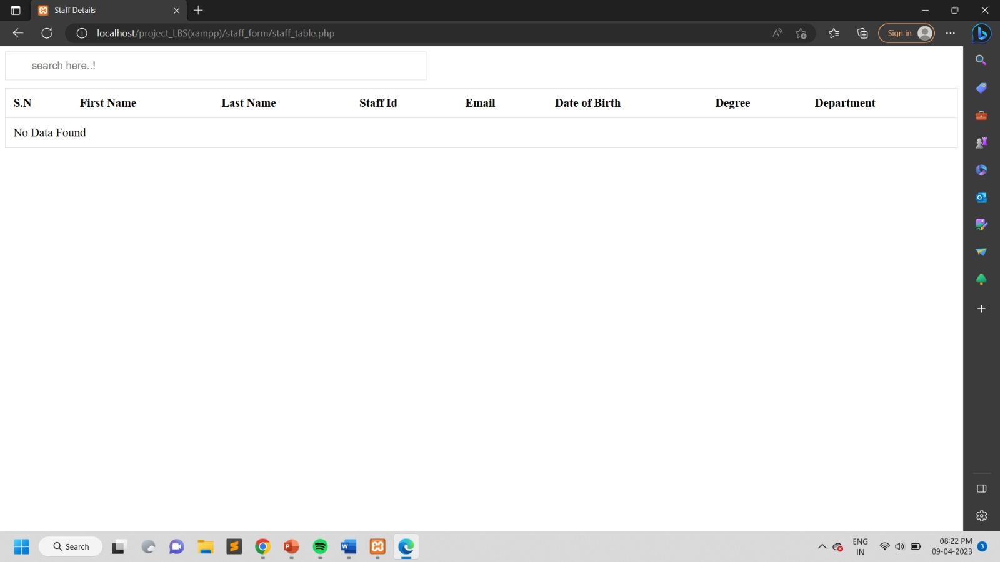 Staff Details
localhost/project_LBS(xampp)/staff_form/staff_table.php
Sign in
search here..!
S.N First Name Last Name Staff Id Email Date of Birth Degree Department
No Data Found
Search
ENG
IN
08:22 PM
09-04-2023
3